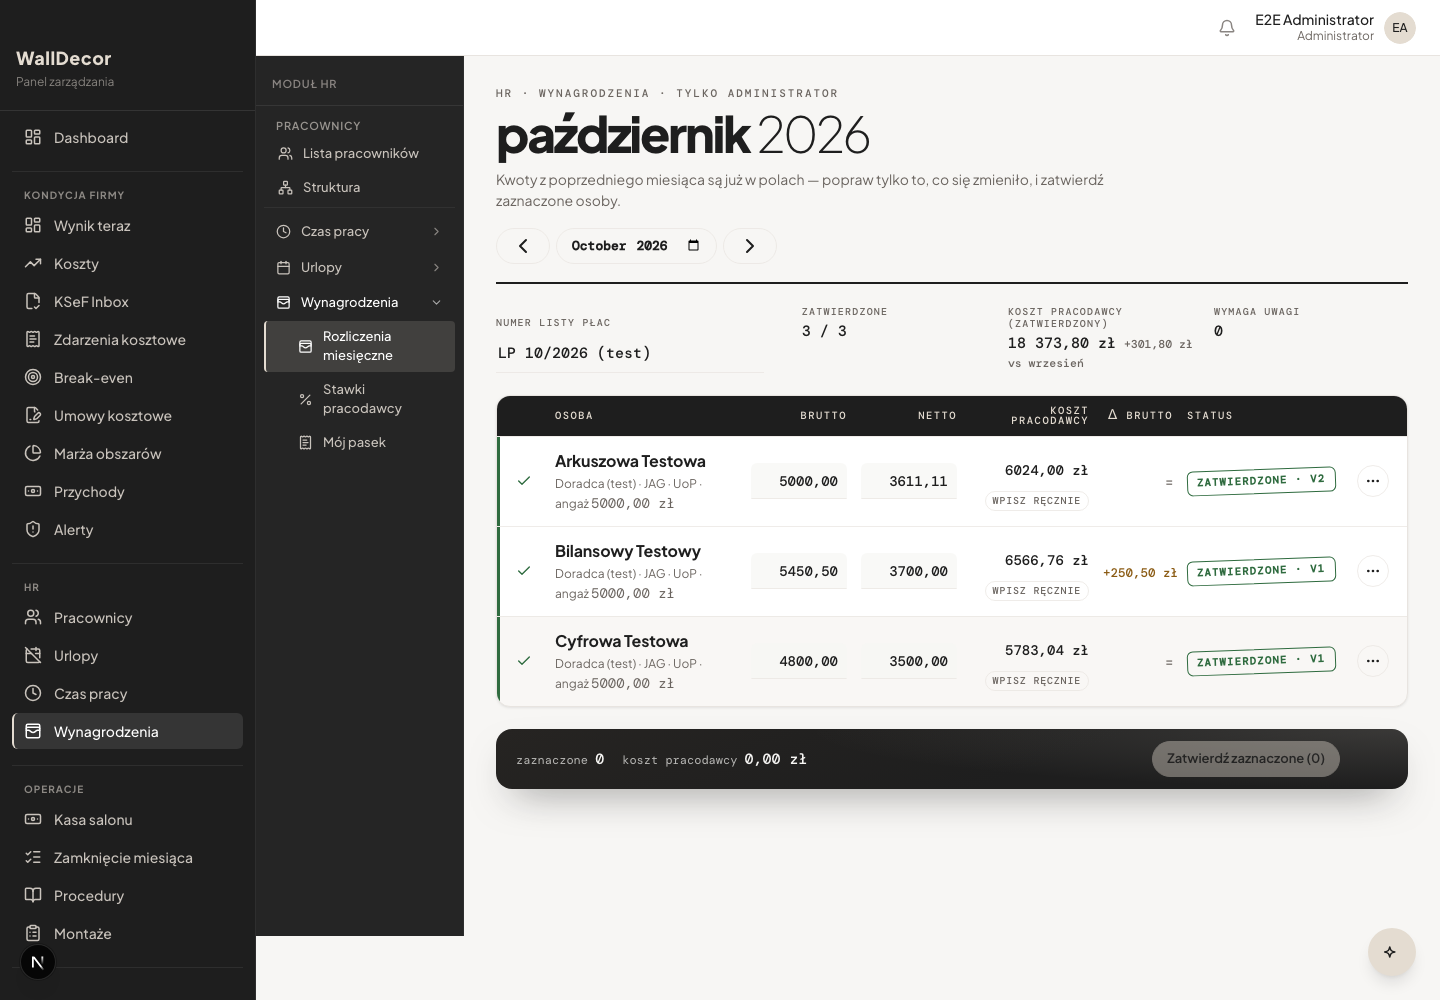 WallDecor
Panel zarządzania
Dashboard
KONDYCJA FIRMY
Wynik teraz
Koszty
KSeF Inbox
Zdarzenia kosztowe
Break-even
Umowy kosztowe
Marża obszarów
Przychody
Alerty
HR
Pracownicy
Urlopy
Czas pracy
Wynagrodzenia
OPERACJE
Kasa salonu
Zamknięcie miesiąca
Procedury
Montaże
N
MODUŁ HR
PRACOWNICY
Lista pracowników
Struktura
Czas pracy
Urlopy
Wynagrodzenia
Rozliczenia
miesięczne
Stawki
pracodawcy
Mój pasek
E2E Administrator
Administrator
EA
HR · WYNAGRODZENIA · TYLKO ADMINISTRATOR
październik 2026
Kwoty z poprzedniego miesiąca są już w polach — popraw tylko to, co się zmieniło, i zatwierdź
zaznaczone osoby.
October 2026
NUMER LISTY PŁAC
LP 10/2026 (test)
ZATWIERDZONE
3 / 3
KOSZT PRACODAWCY
(ZATWIERDZONY)
18 373,80 zł +301,80 zł
vs wrzesień
WYMAGA UWAGI
0
OSOBA BRUTTO NETTO KOSZT PRACODAWCY Δ BRUTTO STATUS
Arkuszowa Testowa
Doradca (test) · JAG · UoP ·
angaż 5000,00 zł
5000,00 3611,11 6024,00 zł
WPISZ RĘCZNIE
= ZATWIERDZONE · V2
Bilansowy Testowy
Doradca (test) · JAG · UoP ·
angaż 5000,00 zł
5450,50 3700,00 6566,76 zł
WPISZ RĘCZNIE
+250,50 zł ZATWIERDZONE · V1
Cyfrowa Testowa
Doradca (test) · JAG · UoP ·
angaż 5000,00 zł
4800,00 3500,00 5783,04 zł
WPISZ RĘCZNIE
= ZATWIERDZONE · V1
zaznaczone 0 koszt pracodawcy 0,00 zł
Zatwierdź zaznaczone (0)